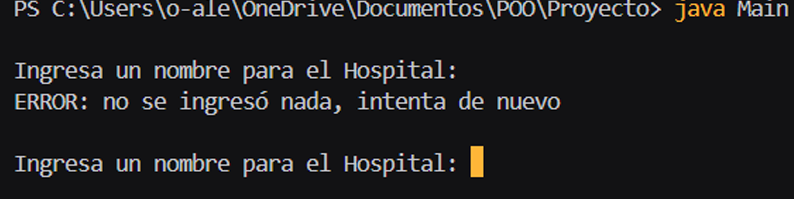 PS C:\Users\o-ale\OneDrive\Documentos\POO\Proyecto> java Main
Ingresa un nombre para el Hospital:
ERROR: no se ingresó nada, intenta de nuevo
Ingresa un nombre para el Hospital: